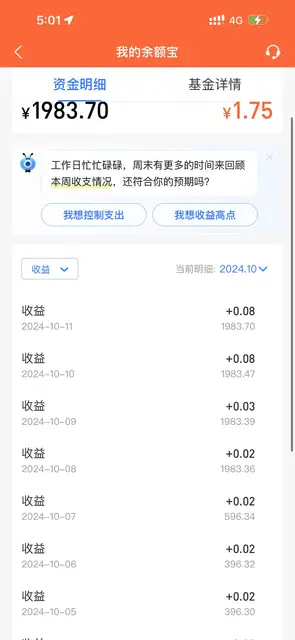 5:01
4G
我的余额宝
资金明细
基金详情
¥1983.70
¥1.75
工作日忙忙碌碌，周末有更多的时间来回顾
本周收支情况，还符合你的预期吗？
我想控制支出
我想收益高点
收益
当前明细: 2024.10
收益
+0.08
2024-10-11
1983.70
收益
+0.08
2024-10-10
1983.47
收益
+0.03
2024-10-09
1983.39
收益
+0.02
2024-10-08
1983.36
收益
+0.02
2024-10-07
596.34
收益
+0.02
2024-10-06
396.32
收益
+0.02
2024-10-05
396.30